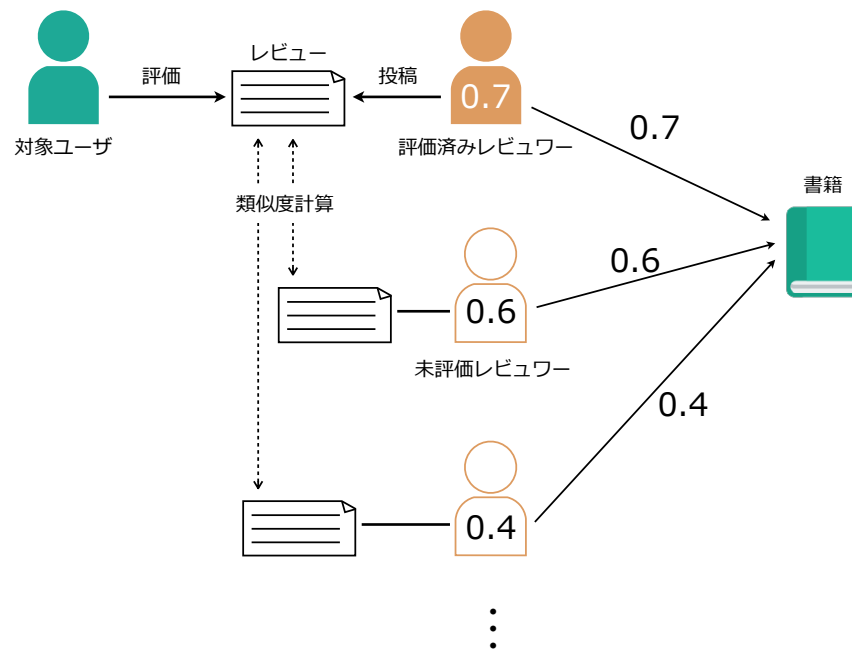 レビュー
評価
投稿
0.7
対象ユーザ
評価済みレビュワー
0.7
書籍
類似度計算
0.6
0.6
未評価レビュワー
0.4
0.4